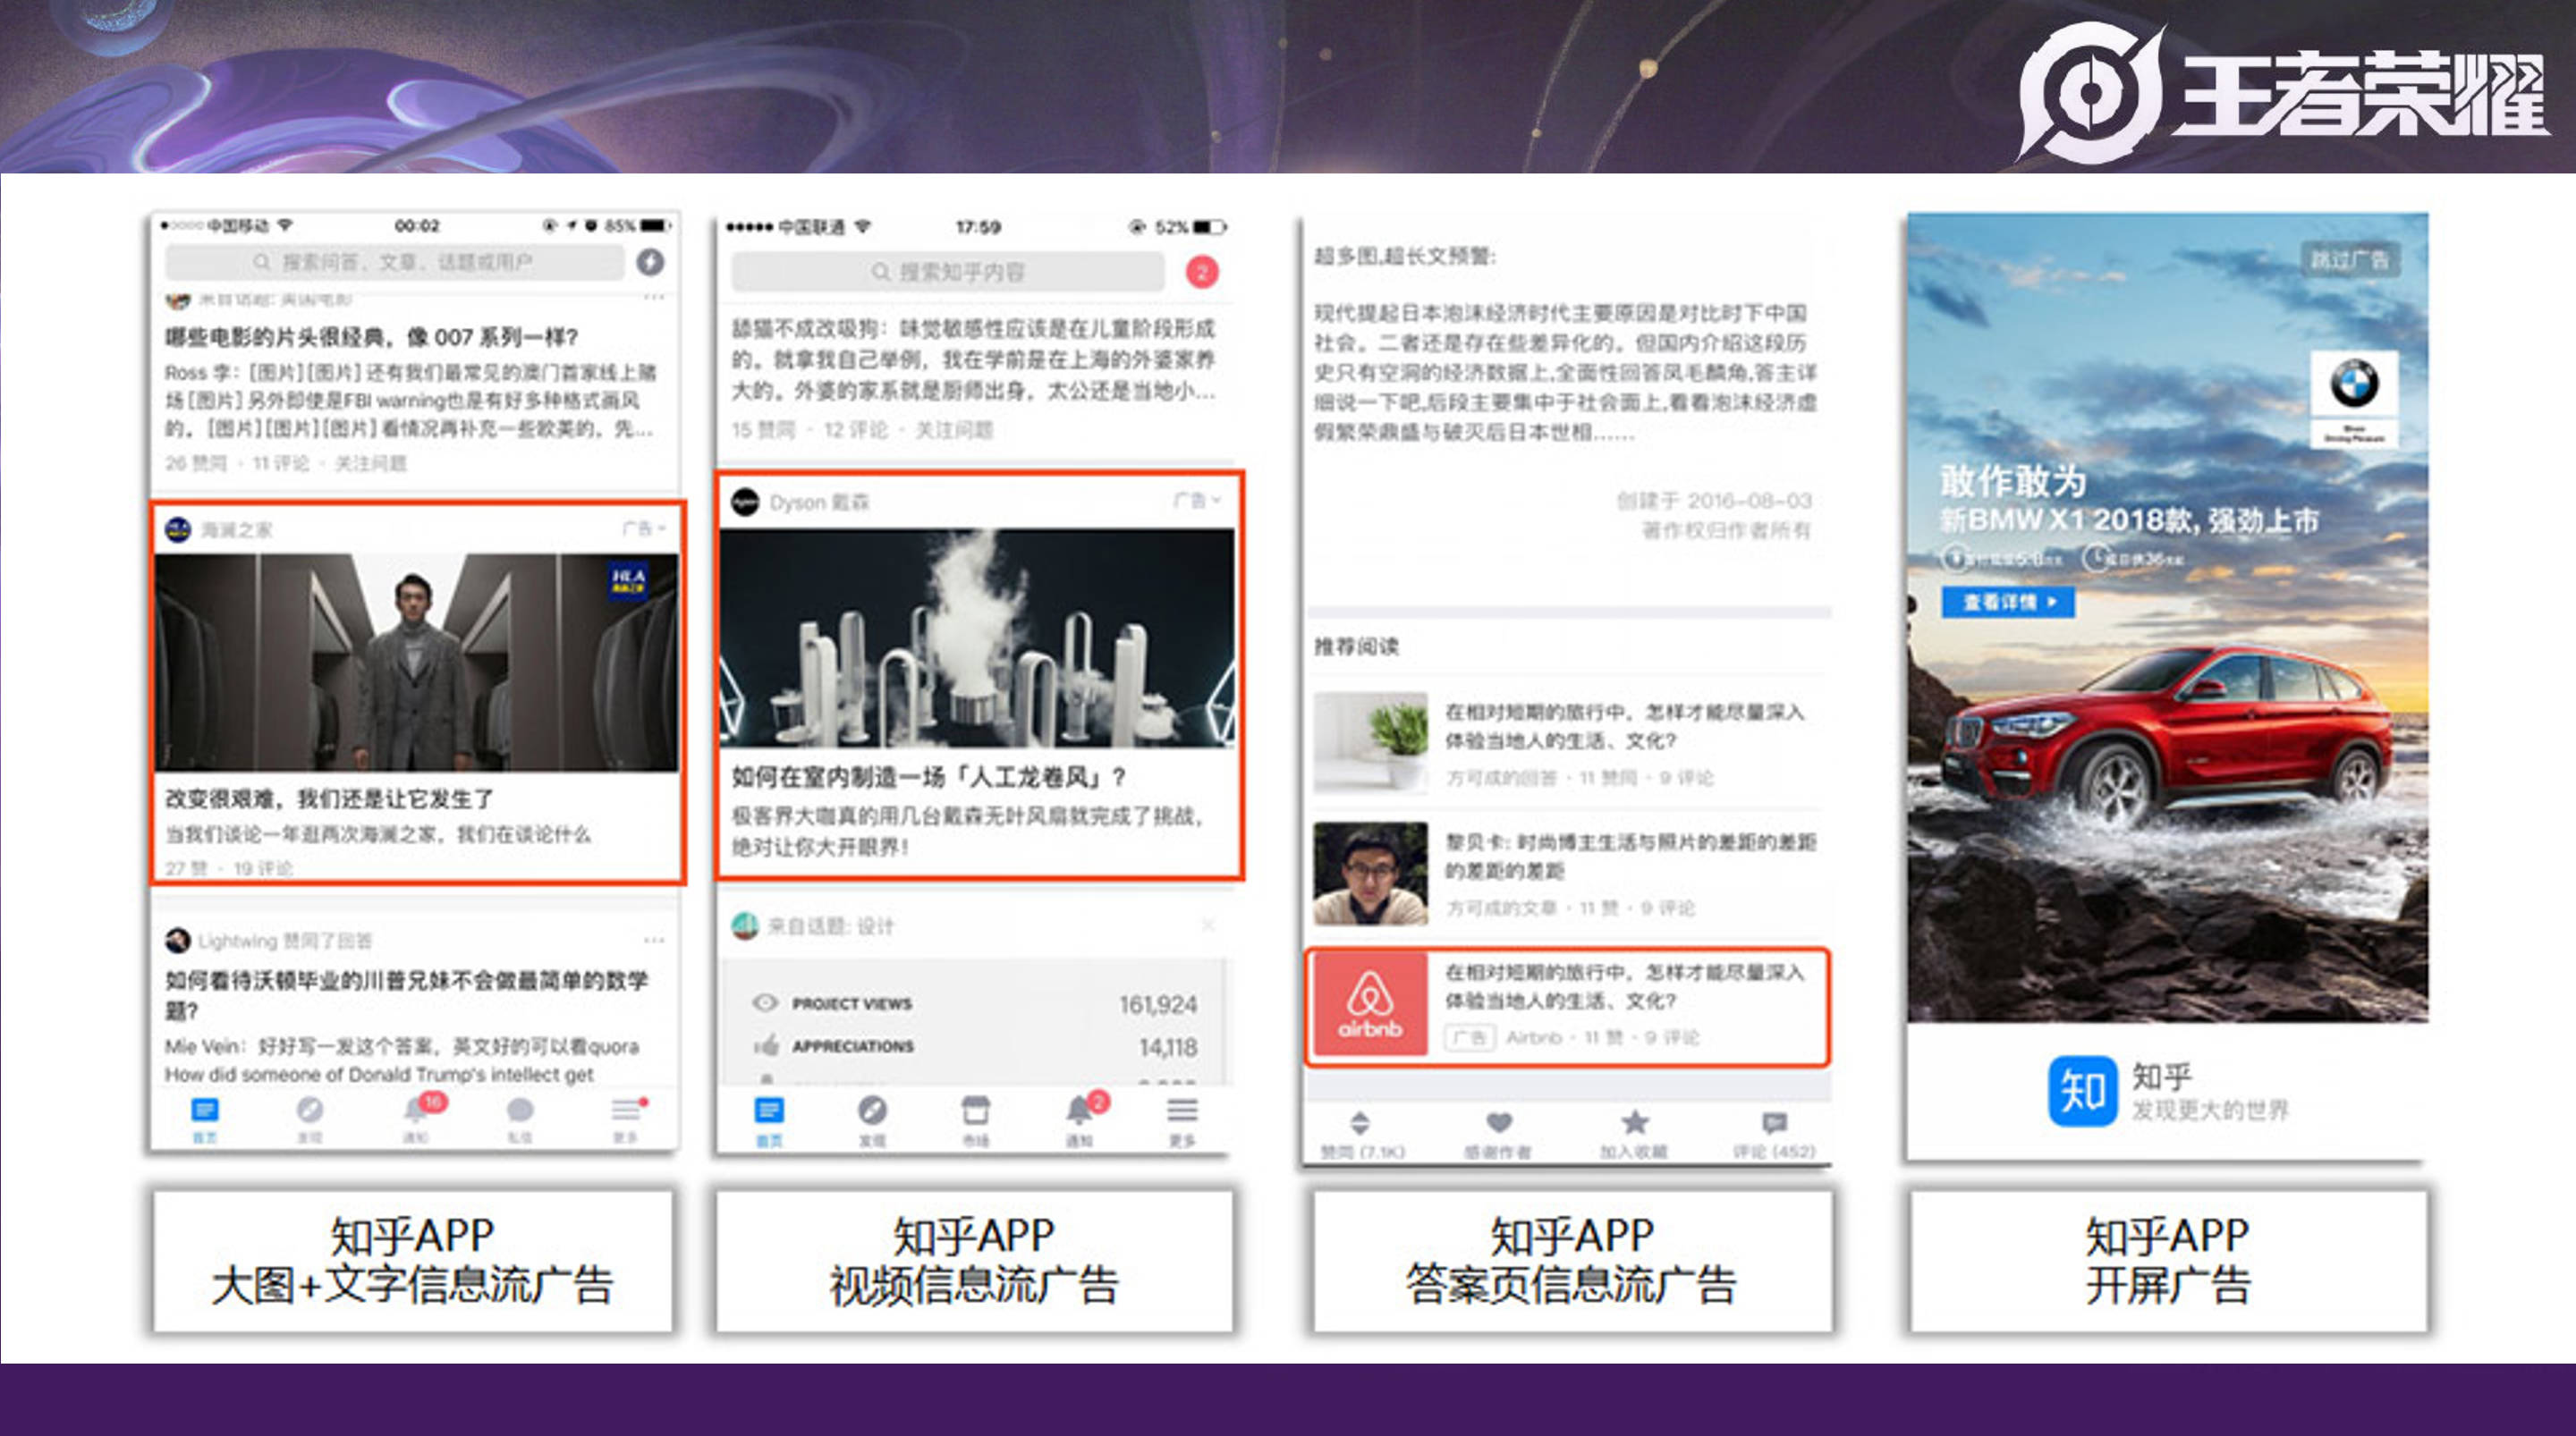 王者荣耀
中国移动
00:02
85%
搜索问答、文章、话题或用户
来自话题: 英国电影
哪些电影的片头很经典，像 007 系列一样？
Ross 李：[图片][图片] 还有我们最常见的澳门首家线上赌
场 [图片] 另外即使是FBI warning也是有好多种格式画风
的，[图片][图片][图片] 看情况再补充一些欧美的，先...
26 赞同 · 11 评论 · 关注问题
海澜之家
广告
HLA
海澜之家
改变很艰难，我们还是让它发生了
当我们谈论一年逛两次海澜之家，我们在谈论什么
27 赞 · 19 评论
Lightwing 赞同了回答
如何看待沃顿毕业的川普兄妹不会做最简单的数学
题?
Mie Vein：好好写一发这个答案，英文好的可以看quora
How did someone of Donald Trump's intellect get
16
首页
发现
通知
私信
更多
知乎APP
大图+文字信息流广告
中国联通
17:59
52%
搜索知乎内容
2
舔猫不成改吸狗：味觉敏感性应该是在儿童阶段形成
的。就拿我自己举例，我在学前是在上海的外婆家养
大的。外婆的家系就是厨师出身，太公还是当地小...
15 赞同 · 12 评论 · 关注问题
dyson
Dyson 戴森
广告
如何在室内制造一场「人工龙卷风」？
极客界大咖真的用几台戴森无叶风扇就完成了挑战，
绝对让你大开眼界！
来自话题: 设计
PROJECT VIEWS
161,924
APPRECIATIONS
14,118
2
首页
发现
市场
通知
更多
知乎APP
视频信息流广告
超多图,超长文预警:
现代提起日本泡沫经济时代主要原因是对比时下中国
社会。二者还是存在些差异化的。但国内介绍这段历
史只有空洞的经济数据上,全面性回答凤毛麟角,答主详
细说一下吧,后段主要集中于社会面上,看看泡沫经济虚
假繁荣鼎盛与破灭后日本世相......
创建于 2016-08-03
著作权归作者所有
推荐阅读
在相对短期的旅行中，怎样才能尽量深入
体验当地人的生活、文化?
方可成的回答 · 11 赞同 · 9 评论
黎贝卡: 时尚博主生活与照片的差距的差距
的差距的差距
方可成的文章 · 11 赞 · 9 评论
airbnb
在相对短期的旅行中，怎样才能尽量深入
体验当地人的生活、文化?
广告 Airbnb · 11 赞 · 9 评论
赞同 (7.1K)
感谢作者
加入收藏
评论 (452)
知乎APP
答案页信息流广告
跳过广告
敢作敢为
新BMW X1 2018款, 强劲上市
查看详情
知
知乎
发现更大的世界
知乎APP
开屏广告